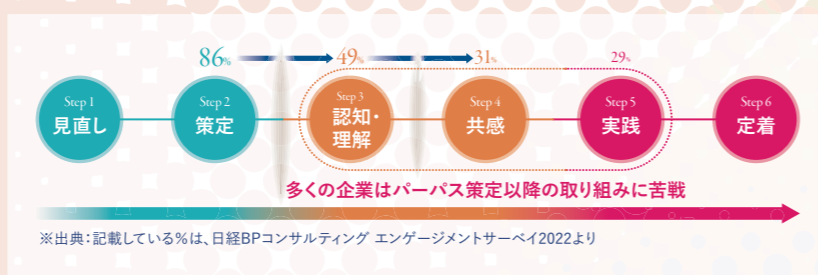 86%
49%
31%
29%
Step 1
見直し
Step 2
策定
Step 3
認知・
理解
Step 4
共感
Step 5
実践
Step 6
定着
多くの企業はパーパス策定以降の取り組みに苦戦
※出典：記載している％は、日経BPコンサルティング エンゲージメントサーベイ2022より